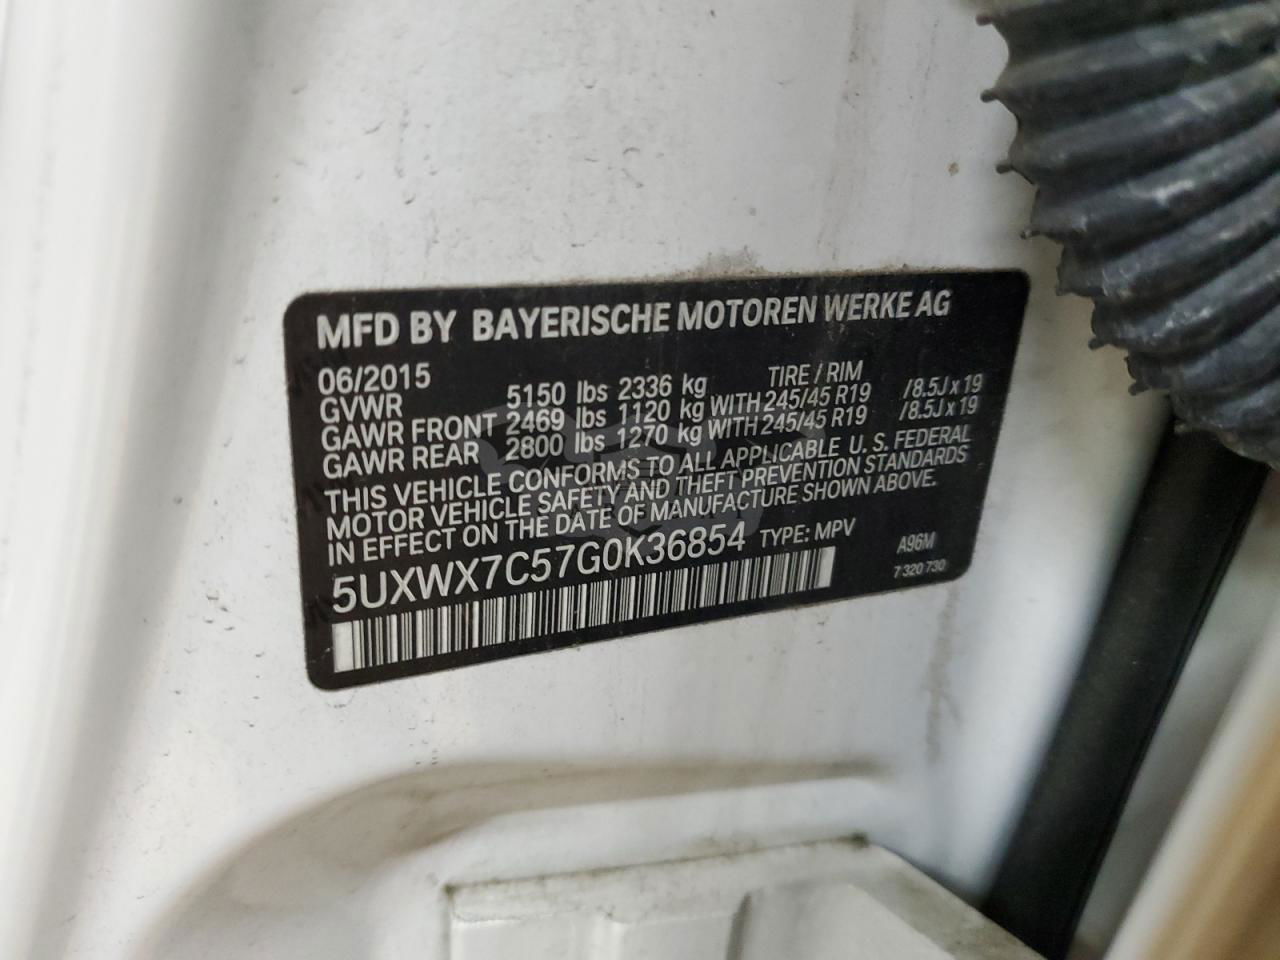 MFD BY BAYERISCHE MOTOREN WERKE AG
06/2015 TIRE / RIM
GVWR 5150 lbs 2336 kg
GAWR FRONT 2469 lbs 1120 kg WITH 245/45 R19 /8.5J x 19
GAWR REAR 2800 lbs 1270 kg WITH 245/45 R19 /8.5J x 19
THIS VEHICLE CONFORMS TO ALL APPLICABLE U. S. FEDERAL
MOTOR VEHICLE SAFETY AND THEFT PREVENTION STANDARDS
IN EFFECT ON THE DATE OF MANUFACTURE SHOWN ABOVE.
5UXWX7C57G0K36854 TYPE: MPV A96M
7 320 730